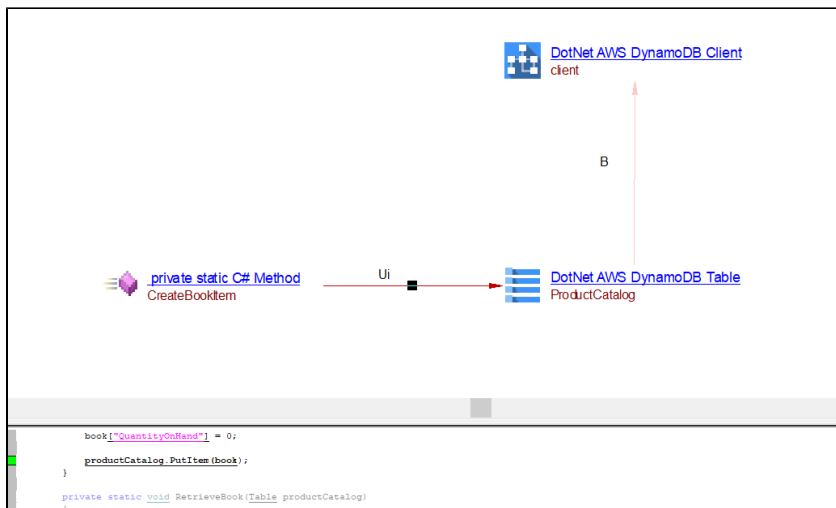 DotNet AWS DynamoDB Client
client
B
Ui
private static C# Method
CreateBookItem
DotNet AWS DynamoDB Table
ProductCatalog
book["QuantityOnHand"] = 0;
productCatalog.PutItem(book);
}
private static void RetrieveBook(Table productCatalog)